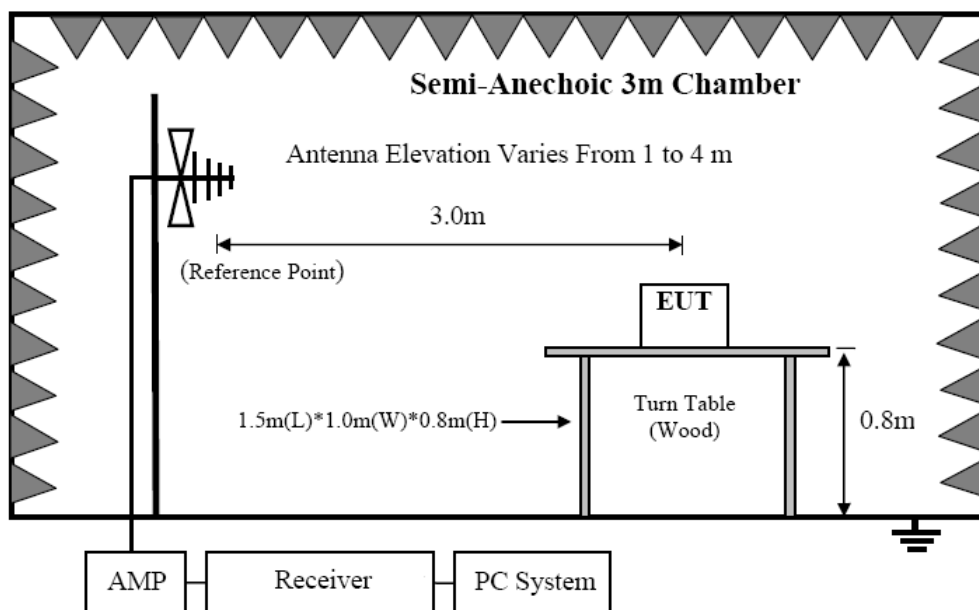 Semi-Anechoic 3m Chamber
Antenna Elevation Varies From 1 to 4 m
3.0m
(Reference Point)
EUT
1.5m(L)*1.0m(W)*0.8m(H)
Turn Table
(Wood)
0.8m
AMP
Receiver
PC System